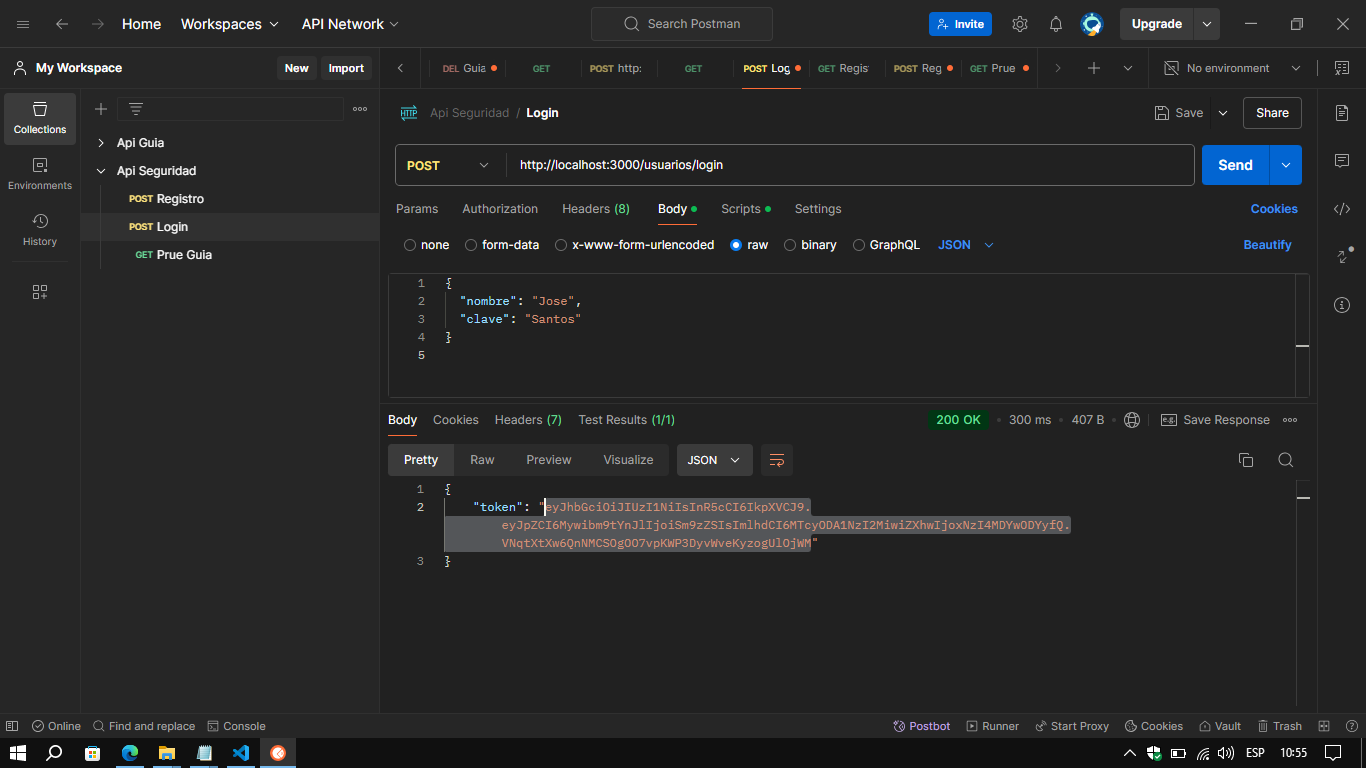 Home Workspaces API Network Search Postman Invite Upgrade
My Workspace New Import DEL Guia GET POST http: GET POST Log GET Regis POST Reg GET Prue No environment
Collections
Environments
History
Api Guia
Api Seguridad
POST Registro
POST Login
GET Prue Guia
HTTP Api Seguridad / Login Save Share
POST http://localhost:3000/usuarios/login Send
Params Authorization Headers (8) Body Scripts Settings Cookies
none form-data x-www-form-urlencoded raw binary GraphQL JSON Beautify
1 {
2 "nombre": "Jose",
3 "clave": "Santos"
4 }
5
Body Cookies Headers (7) Test Results (1/1) 200 OK 300 ms 407 B e.g. Save Response
Pretty Raw Preview Visualize JSON
1 {
2 "token": "eyJhbGciOiJIUzI1NiIsInR5cCI6IkpXVCJ9.
eyJpZCI6Mywibm9tYnJlIjoiSm9zZSIsImlhdCI6MTcyODA1NzI2MiwiZXhwIjoxNzI4MDYwODYyfQ.
VNqtXtXw6QnNMCSOgOO7vpKWP3DyvWveKyzogUlOjWM"
3 }
Online Find and replace Console Postbot Runner Start Proxy Cookies Vault Trash
ESP 10:55